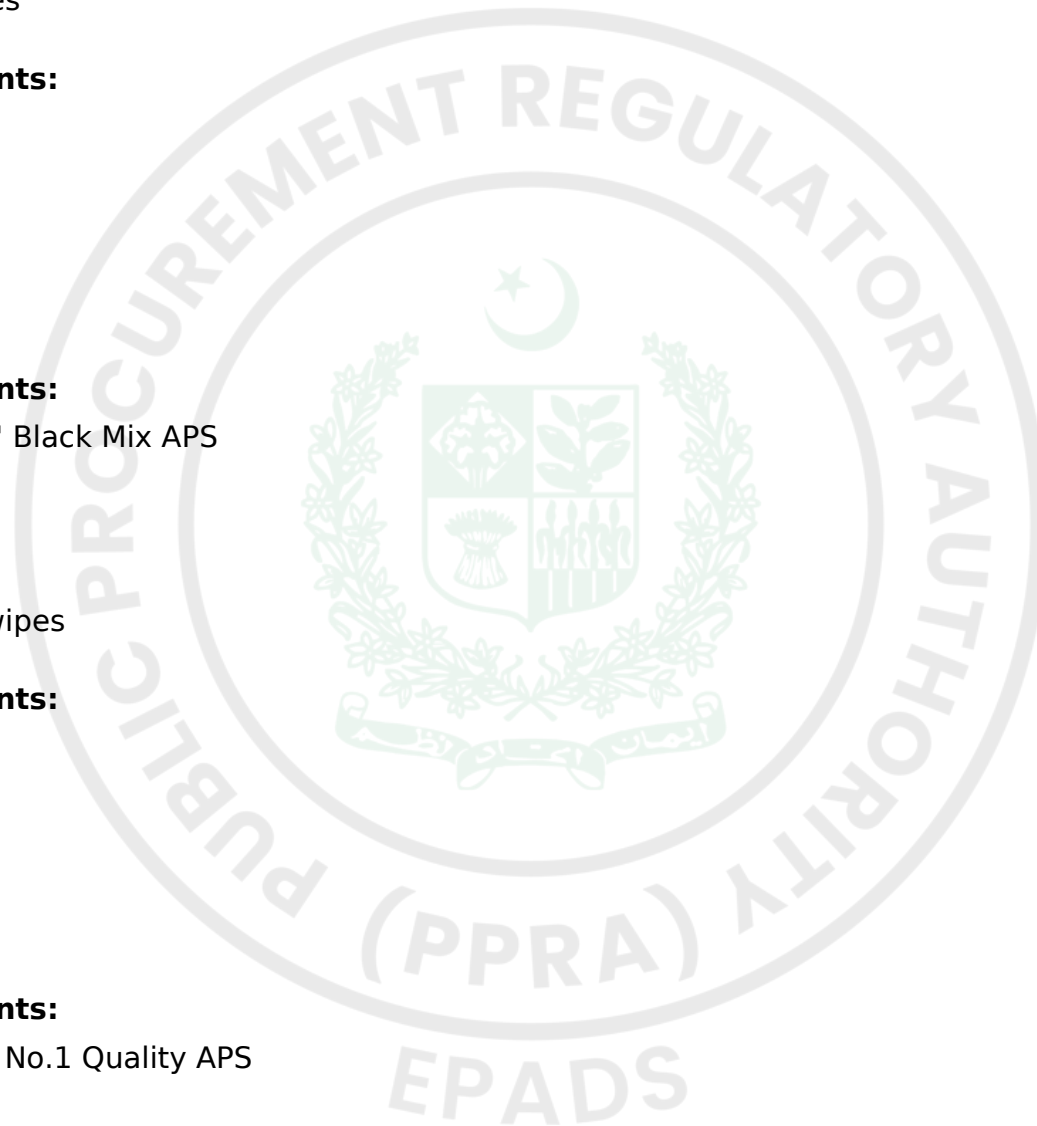 es
nts:
nts:
" Black Mix APS
wipes
nts:
nts:
No.1 Quality APS
PUBLIC PROCUREMENT REGULATORY AUTHORITY
(PPRA)
EPADS